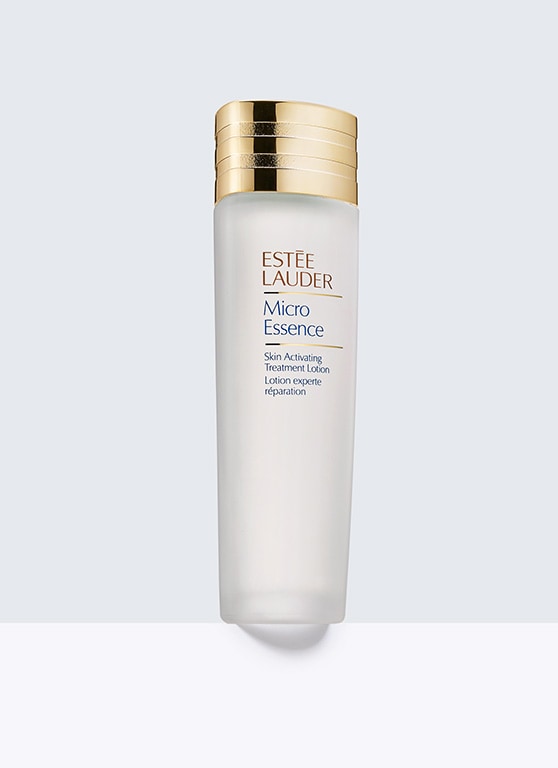 ESTĒE
LAUDER
Micro
Essence
Skin Activating
Treatment Lotion
Lotion experte
réparation